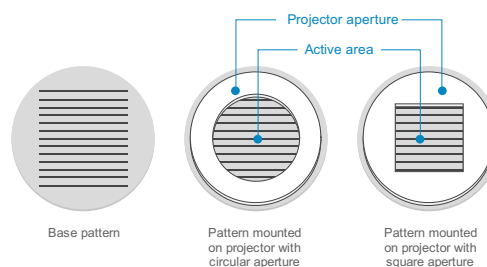 Projector aperture
Active area
Base pattern
Pattern mounted
on projector with
circular aperture
Pattern mounted
on projector with
square aperture